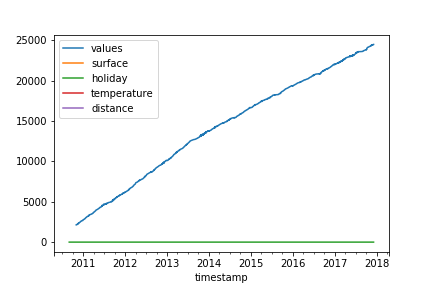 25000
20000
15000
10000
5000
0
values
surface
holiday
temperature
distance
2011 2012 2013 2014 2015 2016 2017 2018
timestamp